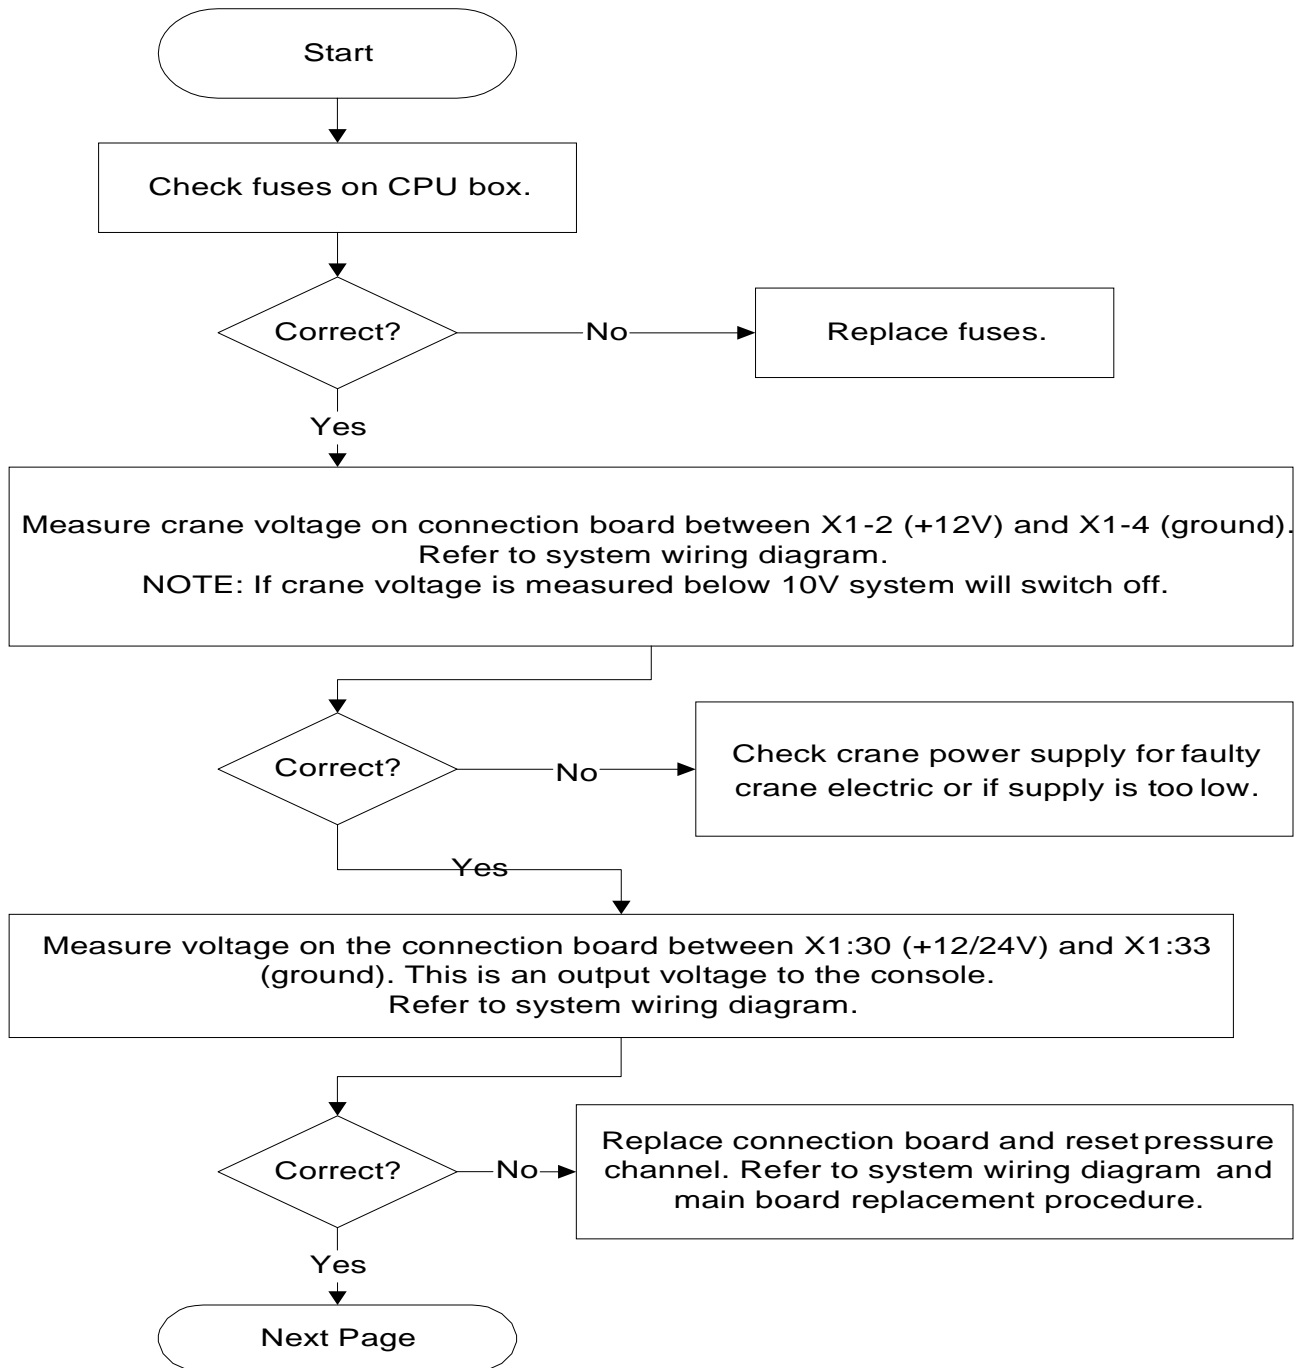 Start
Check fuses on CPU box.
Correct?
No
Replace fuses.
Yes
Measure crane voltage on connection board between X1-2 (+12V) and X1-4 (ground).
Refer to system wiring diagram.
NOTE: If crane voltage is measured below 10V system will switch off.
Correct?
No
Check crane power supply for faulty
crane electric or if supply is too low.
Yes
Measure voltage on the connection board between X1:30 (+12/24V) and X1:33
(ground). This is an output voltage to the console.
Refer to system wiring diagram.
Correct?
No
Replace connection board and reset pressure
channel. Refer to system wiring diagram and
main board replacement procedure.
Yes
Next Page